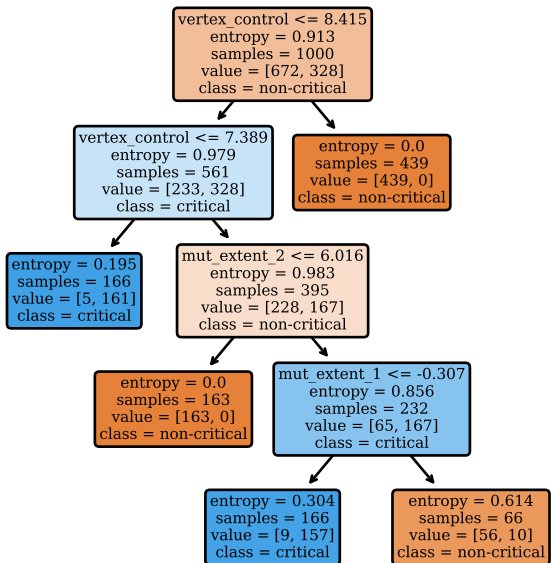 vertex_control <= 8.415
entropy = 0.913
samples = 1000
value = [672, 328]
class = non-critical
vertex_control <= 7.389
entropy = 0.979
samples = 561
value = [233, 328]
class = critical
entropy = 0.0
samples = 439
value = [439, 0]
class = non-critical
entropy = 0.195
samples = 166
value = [5, 161]
class = critical
mut_extent_2 <= 6.016
entropy = 0.983
samples = 395
value = [228, 167]
class = non-critical
entropy = 0.0
samples = 163
value = [163, 0]
class = non-critical
mut_extent_1 <= -0.307
entropy = 0.856
samples = 232
value = [65, 167]
class = critical
entropy = 0.304
samples = 166
value = [9, 157]
class = critical
entropy = 0.614
samples = 66
value = [56, 10]
class = non-critical